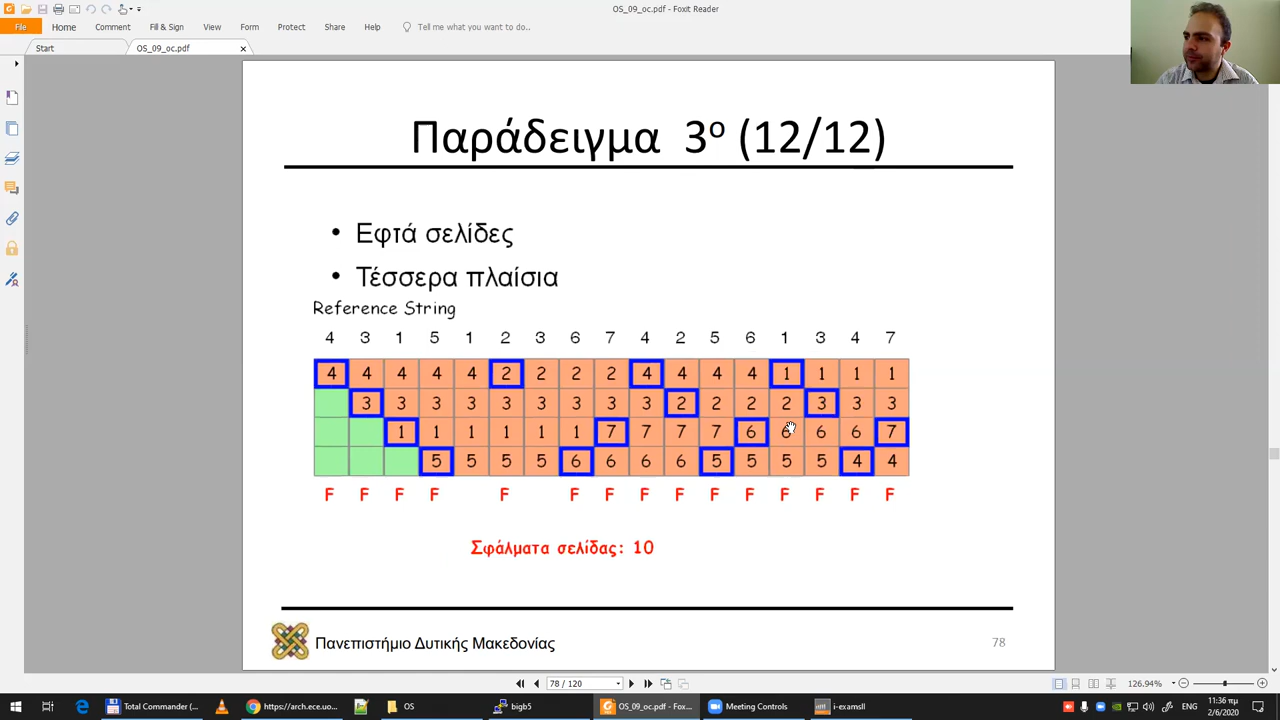 OS_09_oc.pdf - Foxit Reader
File Home Comment Fill & Sign View Form Protect Share Help Tell me what you want to do..
Start OS_09_oc.pdf
Παράδειγμα 3ο (12/12)
• Εφτά σελίδες
• Τέσσερα πλαίσια
Reference String
4 3 1 5 1 2 3 6 7 4 2 5 6 1 3 4 7
4 4 4 4 4 2 2 2 2 4 4 4 4 1 1 1 1
3 3 3 3 3 3 3 3 3 2 2 2 2 3 3 3
1 1 1 1 1 1 7 7 7 7 6 6 6 6 7
5 5 5 5 6 6 6 6 5 5 5 5 4 4
F F F F F F F F F F F F F F F
Σφάλματα σελίδας: 10
Πανεπιστήμιο Δυτικής Μακεδονίας
78
78 / 120
126.94%
Total Commander (... https://arch.ece.uo... OS bigb5 OS_09_oc.pdf - Fox... Meeting Controls i-examsll
ENG
11:36 πμ
2/6/2020